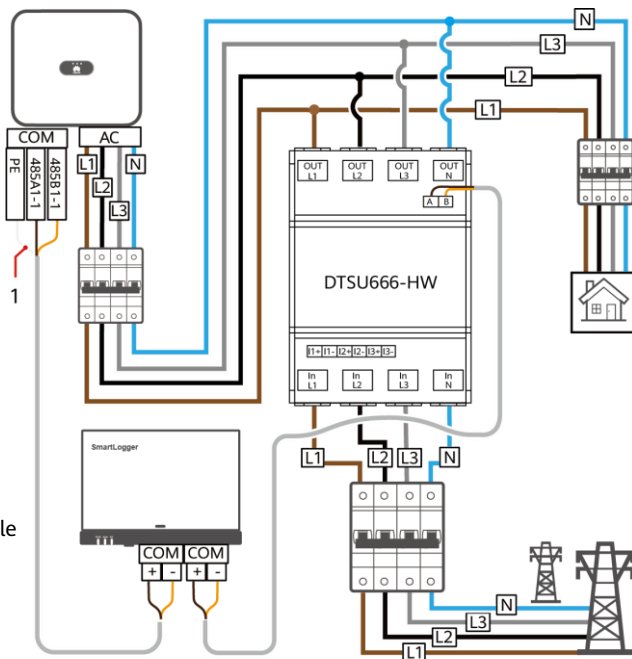 N
L3
L2
L1
COM
AC
PE
485A1-1
485B1-1
L1
L2
L3
N
1
OUT L1
OUT L2
OUT L3
OUT N
A B
DTSU666-HW
I1+ I1- I2+ I2- I3+ I3-
In L1
In L2
In L3
In N
L1
L2
L3
N
SmartLogger
le
COM COM
+ - + -
N
L3
L2
L1